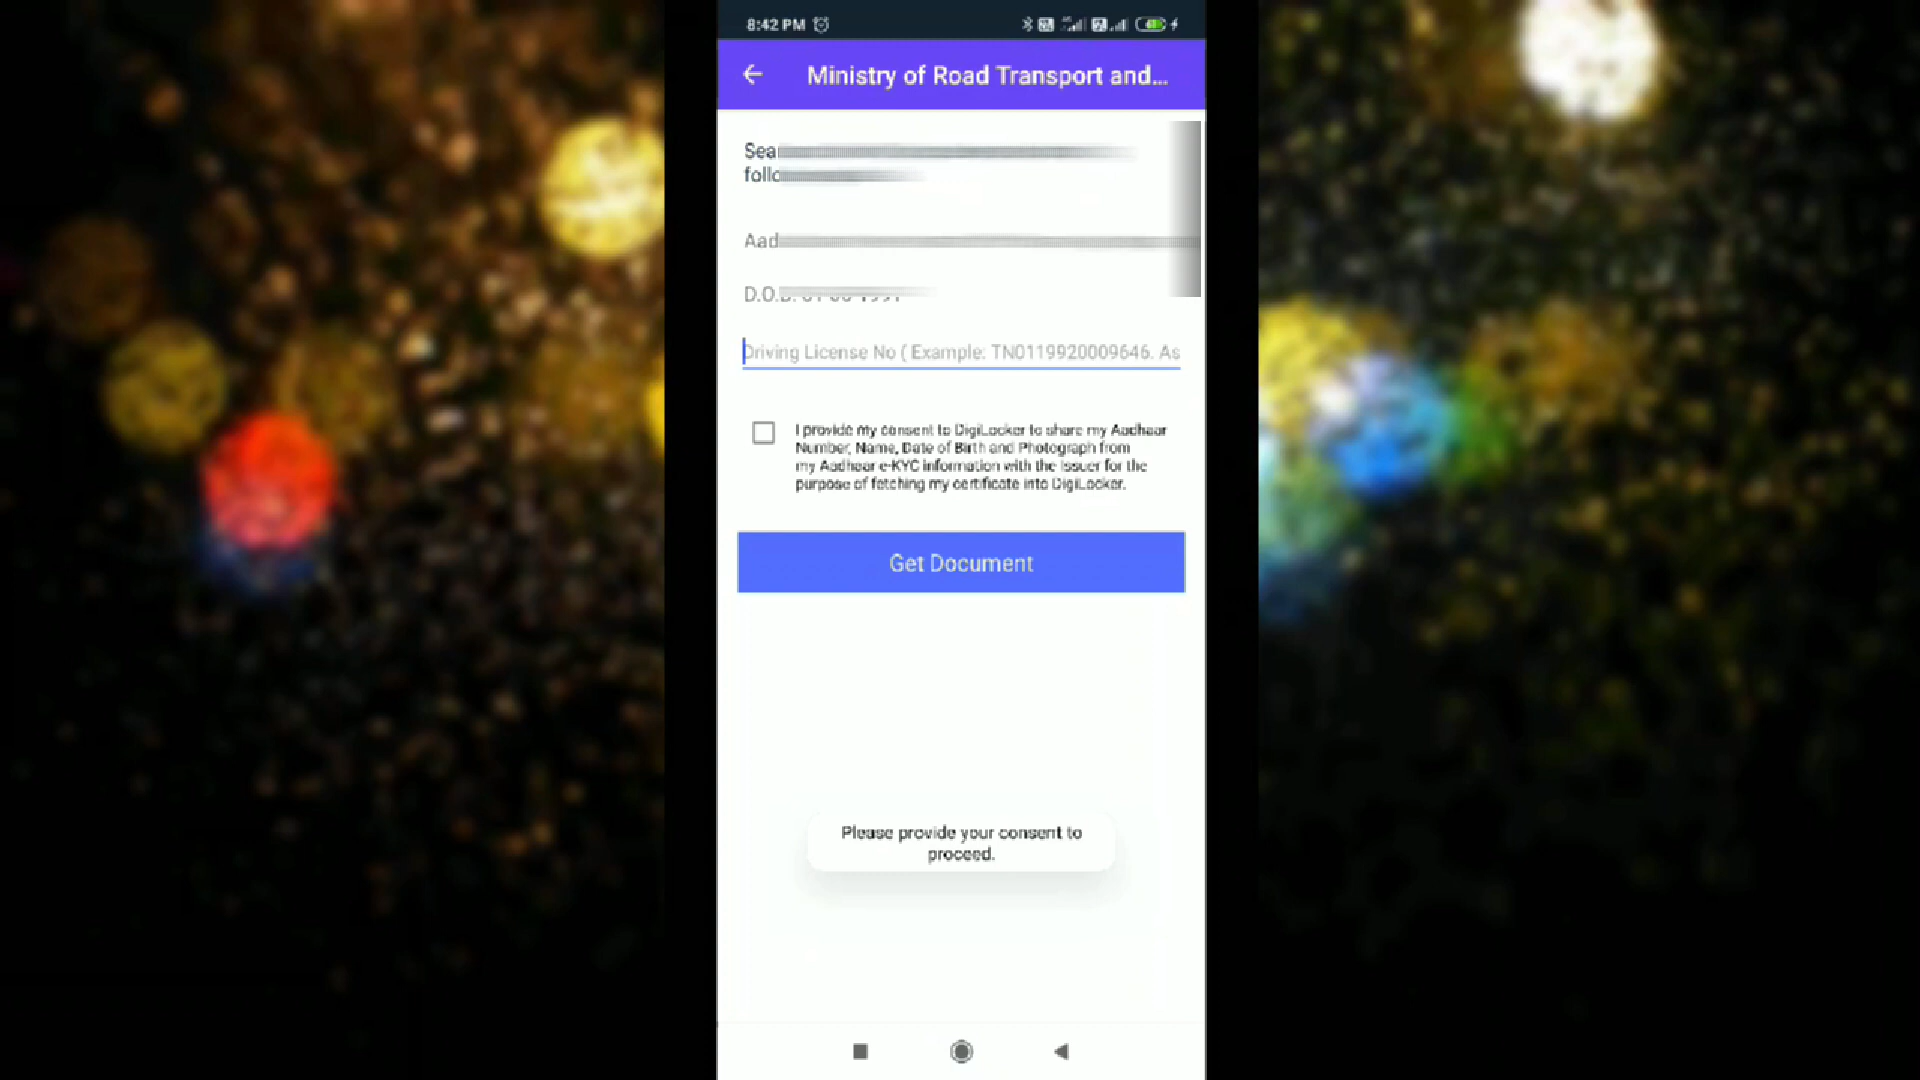 8:42 PM
Ministry of Road Transport and...
Sea
follo
Aad
D.O.B:
Driving License No ( Example: TN0119920009646. As
I provide my consent to DigiLocker to share my Aadhaar
Number, Name, Date of Birth and Photograph from
my Aadhaar e-KYC information with the Issuer for the
purpose of fetching my certificate into DigiLocker.
Get Document
Please provide your consent to
proceed.